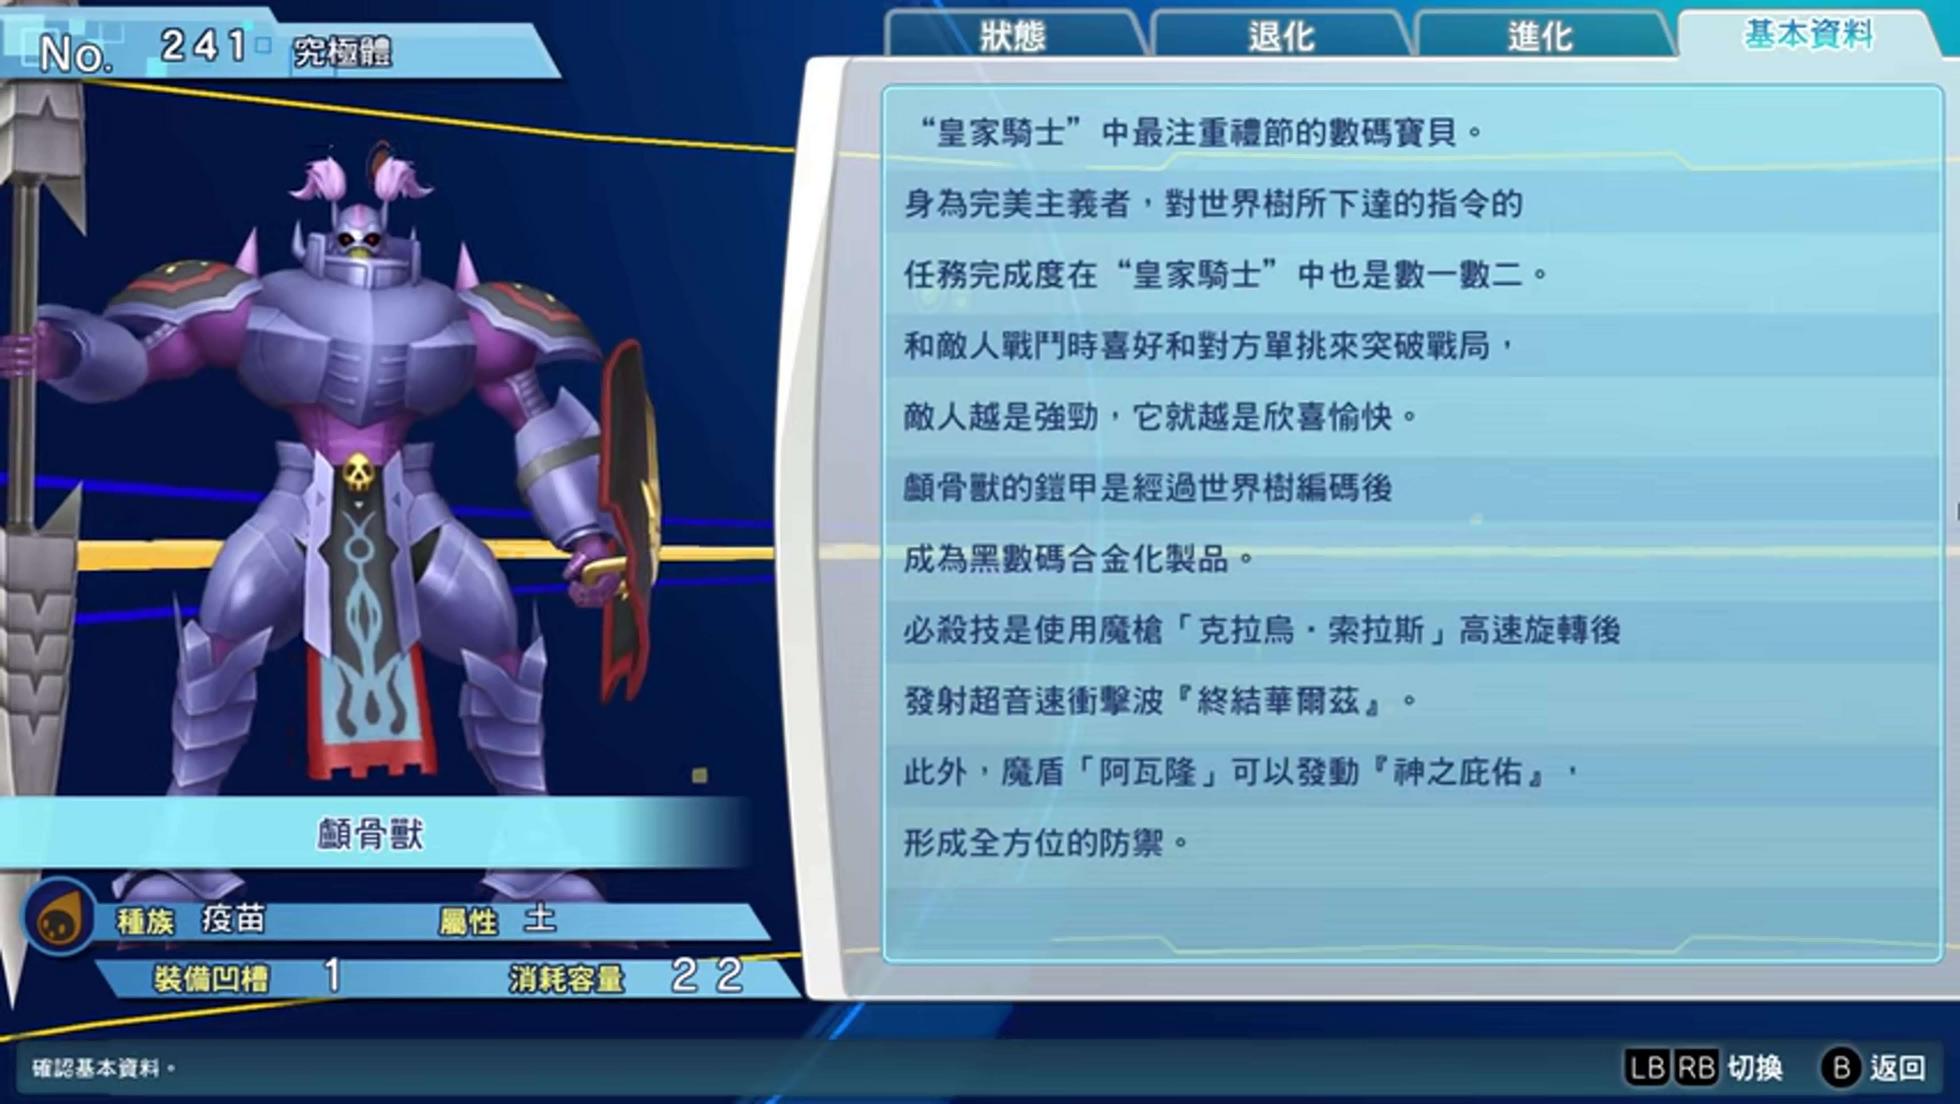 No. 241 究極體
狀態
退化
進化
基本資料
“皇家騎士”中最注重禮節的數碼寶貝。
身為完美主義者，對世界樹所下達的指令的
任務完成度在“皇家騎士”中也是數一數二。
和敵人戰鬥時喜好和對方單挑來突破戰局，
敵人越是強勁，它就越是欣喜愉快。
顱骨獸的鎧甲是經過世界樹編碼後
成為黑數碼合金化製品。
必殺技是使用魔槍「克拉烏・索拉斯」高速旋轉後
發射超音速衝擊波『終結華爾茲』。
此外，魔盾「阿瓦隆」可以發動『神之庇佑』，
形成全方位的防禦。
顱骨獸
種族 疫苗 屬性 土
裝備凹槽 1 消耗容量 22
確認基本資料。
LB RB 切換 B 返回